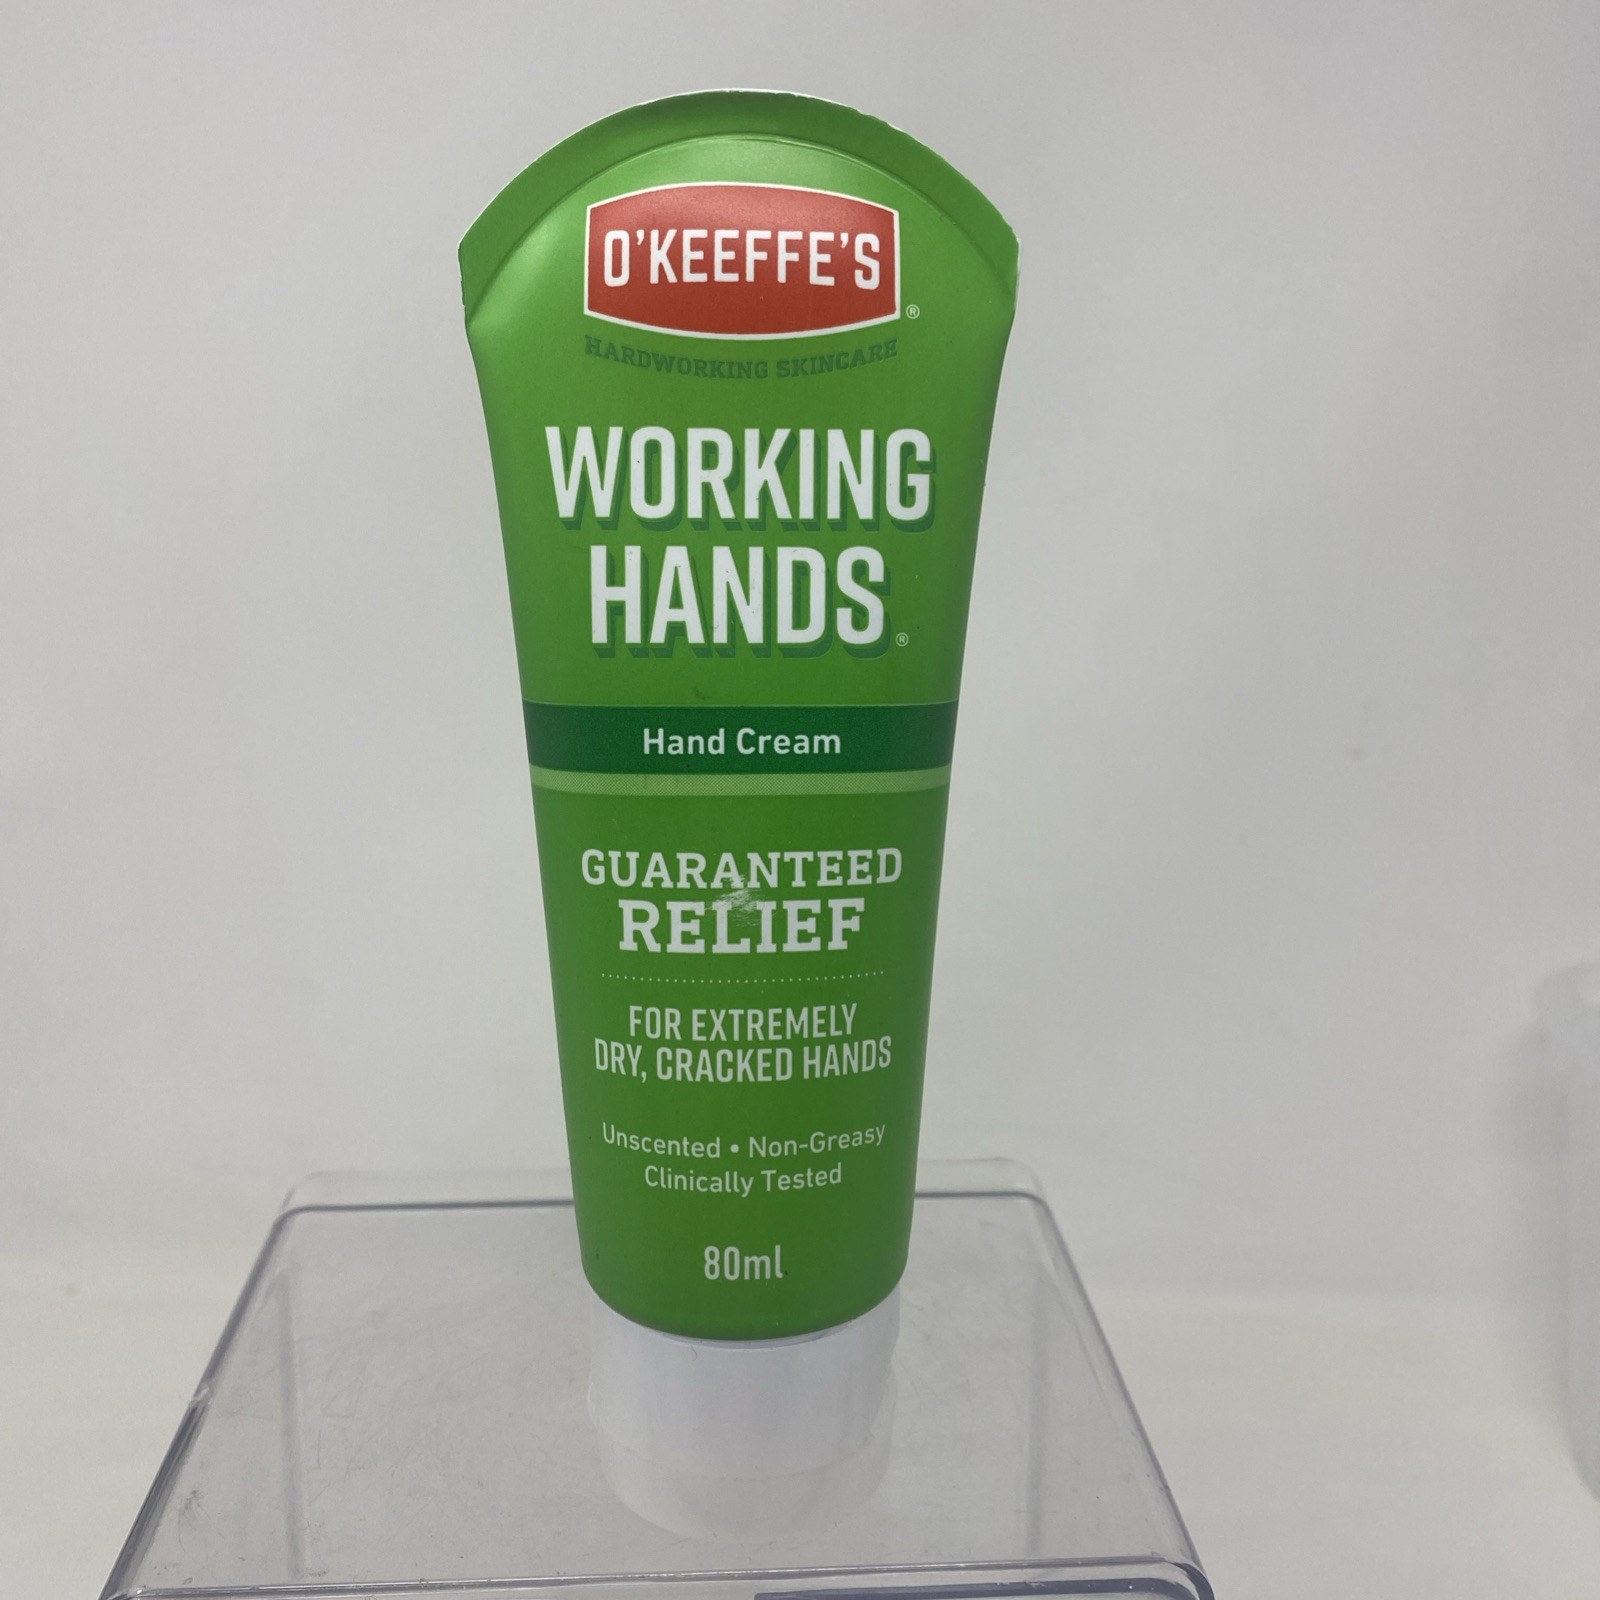 O'KEEFFE'S®
HARDWORKING SKINCARE
WORKING
HANDS®
Hand Cream
GUARANTEED
RELIEF
FOR EXTREMELY
DRY, CRACKED HANDS
Unscented • Non-Greasy
Clinically Tested
80ml